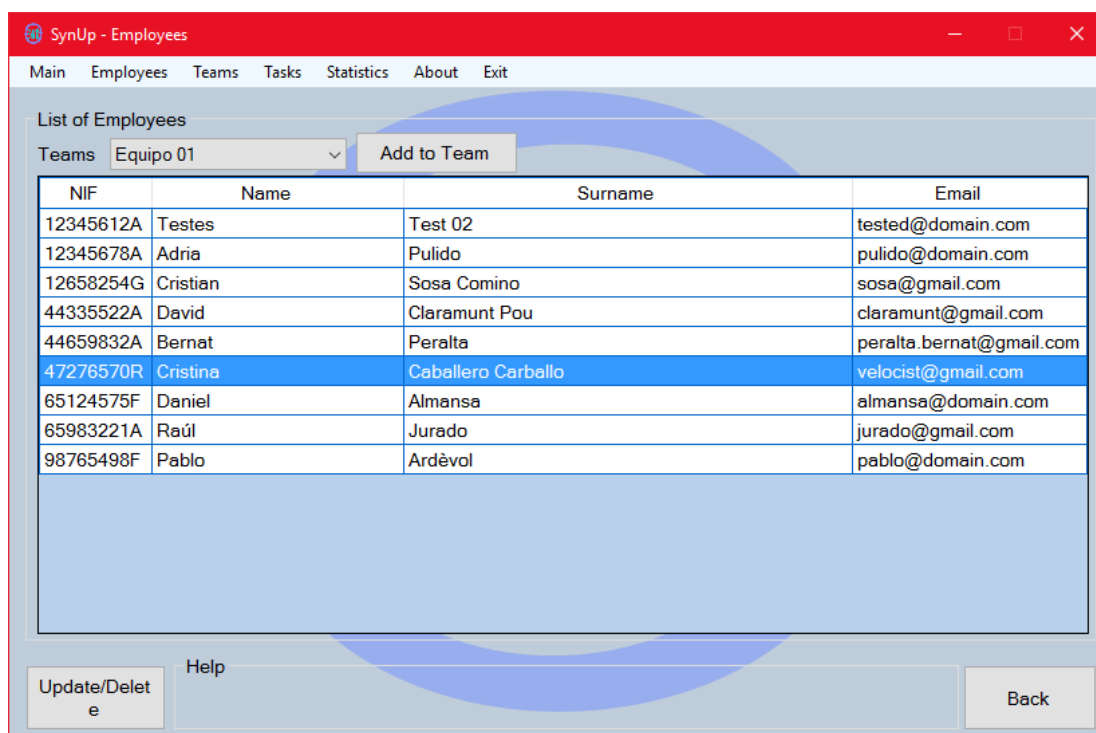 SynUp - Employees
Main Employees Teams Tasks Statistics About Exit
List of Employees
Teams Equipo 01 Add to Team
NIF Name Surname Email
12345612A Testes Test 02 tested@domain.com
12345678A Adria Pulido pulido@domain.com
12658254G Cristian Sosa Comino sosa@gmail.com
44335522A David Claramunt Pou claramunt@gmail.com
44659832A Bernat Peralta peralta.bernat@gmail.com
47276570R Cristina Caballero Carballo velocist@gmail.com
65124575F Daniel Almansa almansa@domain.com
65983221A Raúl Jurado jurado@gmail.com
98765498F Pablo Ardèvol pablo@domain.com
Help
Update/Delet
e
Back